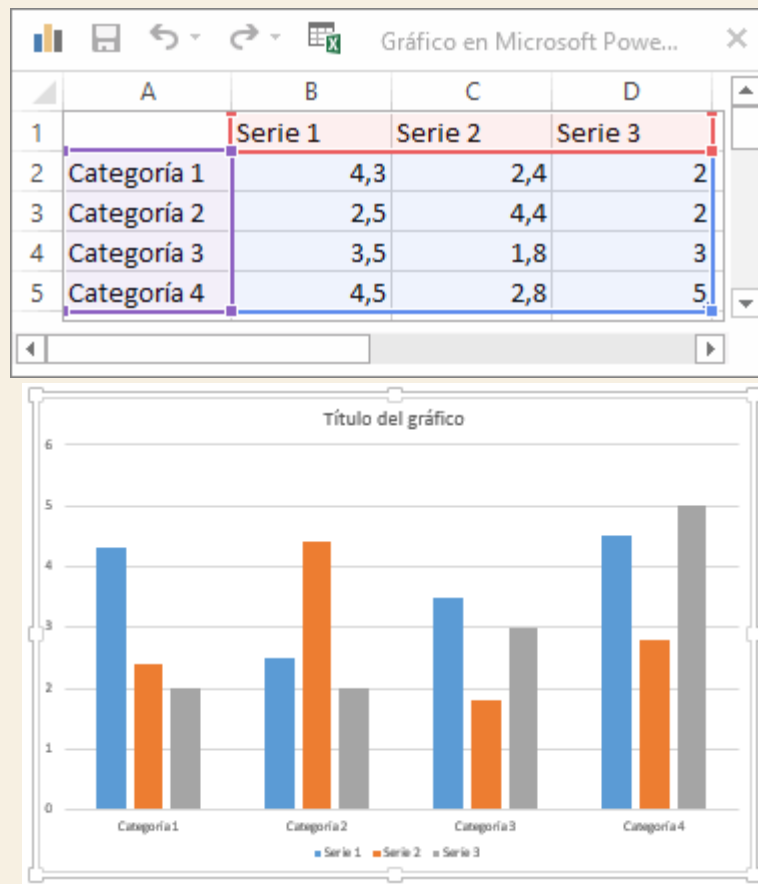 Gráfico en Microsoft Powe...
A B C D
1 Serie 1 Serie 2 Serie 3
2 Categoría 1 4,3 2,4 2
3 Categoría 2 2,5 4,4 2
4 Categoría 3 3,5 1,8 3
5 Categoría 4 4,5 2,8 5
Título del gráfico
6
5
4
3
2
1
0
Categoría 1 Categoría 2 Categoría 3 Categoría 4
Serie 1 Serie 2 Serie 3